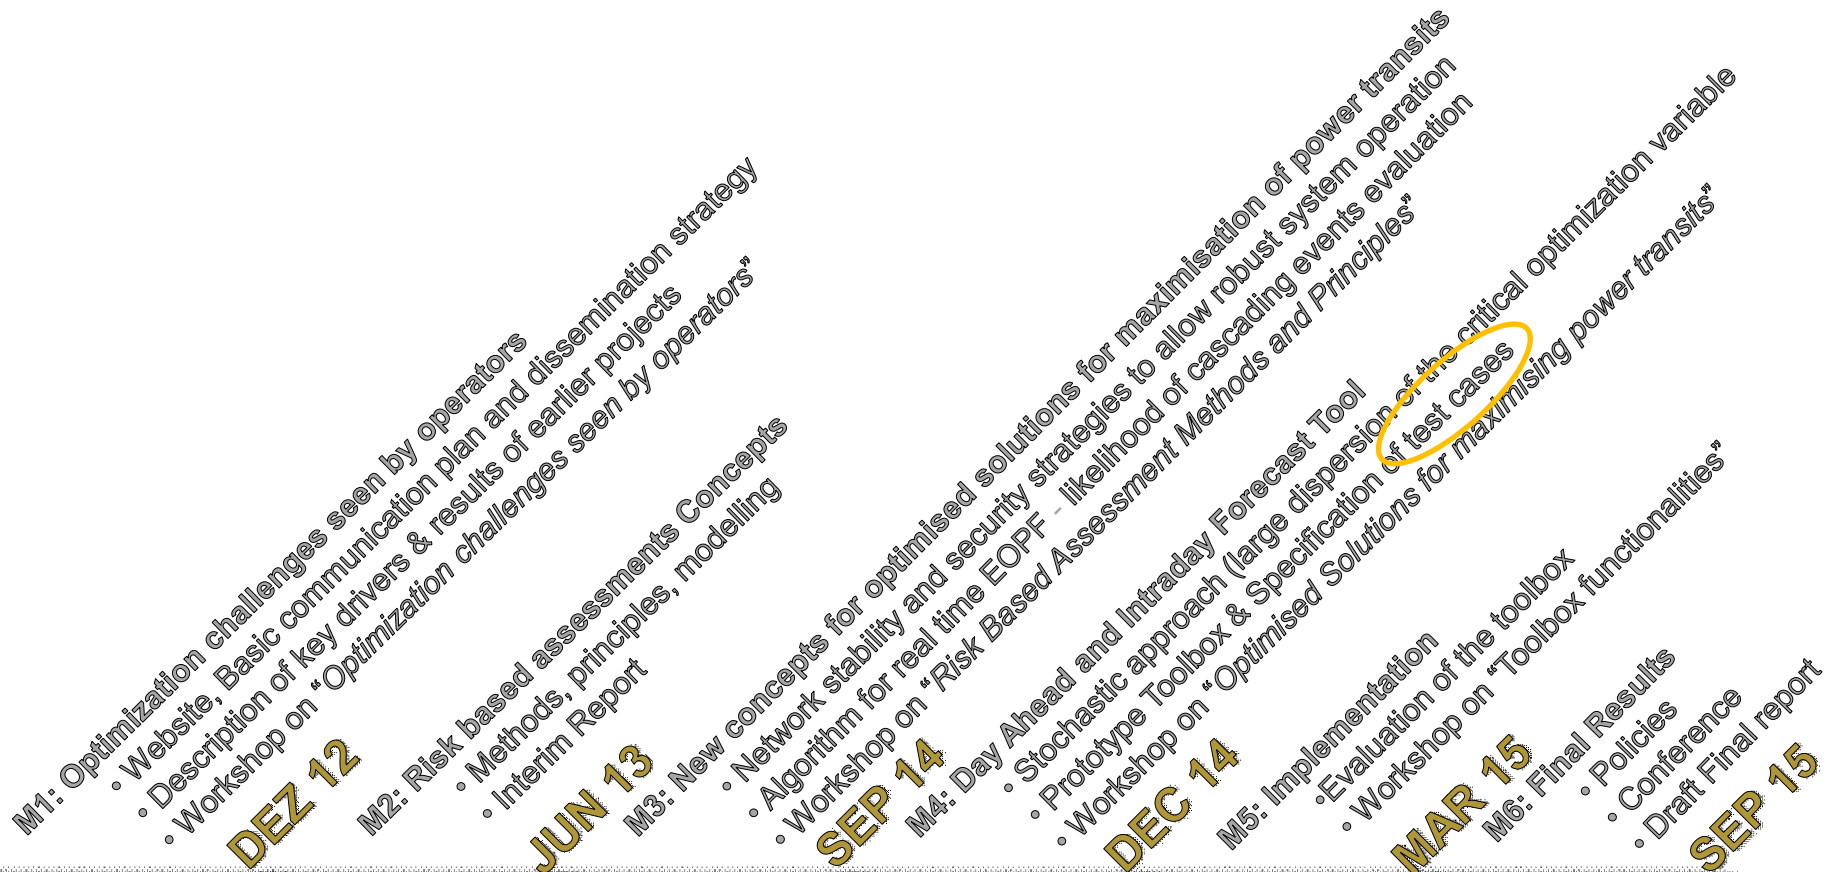 M1: Optimization challenges seen by operators
• Website, Basic communication plan and dissemination strategy
• Description of key drivers & results of earlier projects
• Workshop on “Optimization challenges seen by operators”
DEZ 12
M2: Risk based assessments Concepts
• Methods, principles, modelling
• Interim Report
JUN 13
M3: New concepts for optimised solutions for maximisation of power transits
• Network stability and security strategies to allow robust system operation
• Algorithm for real time EOPF - likelihood of cascading events evaluation
• Workshop on “Risk Based Assessment Methods and Principles”
SEP 14
M4: Day Ahead and Intraday Forecast Tool
• Stochastic approach (large dispersion of the critical optimization variable
• Prototype Toolbox & Specification of test cases
• Workshop on “Optimised Solutions for maximising power transits”
DEC 14
M5: Implementation
•Evaluation of the toolbox
• Workshop on “Toolbox functionalities”
MAR 15
M6: Final Results
• Policies
• Conference
• Draft Final report
SEP 15